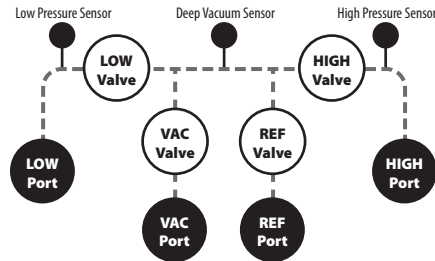 Low Pressure Sensor
Deep Vacuum Sensor
High Pressure Sensor
LOW
Valve
HIGH
Valve
VAC
Valve
REF
Valve
LOW
Port
HIGH
Port
VAC
Port
REF
Port